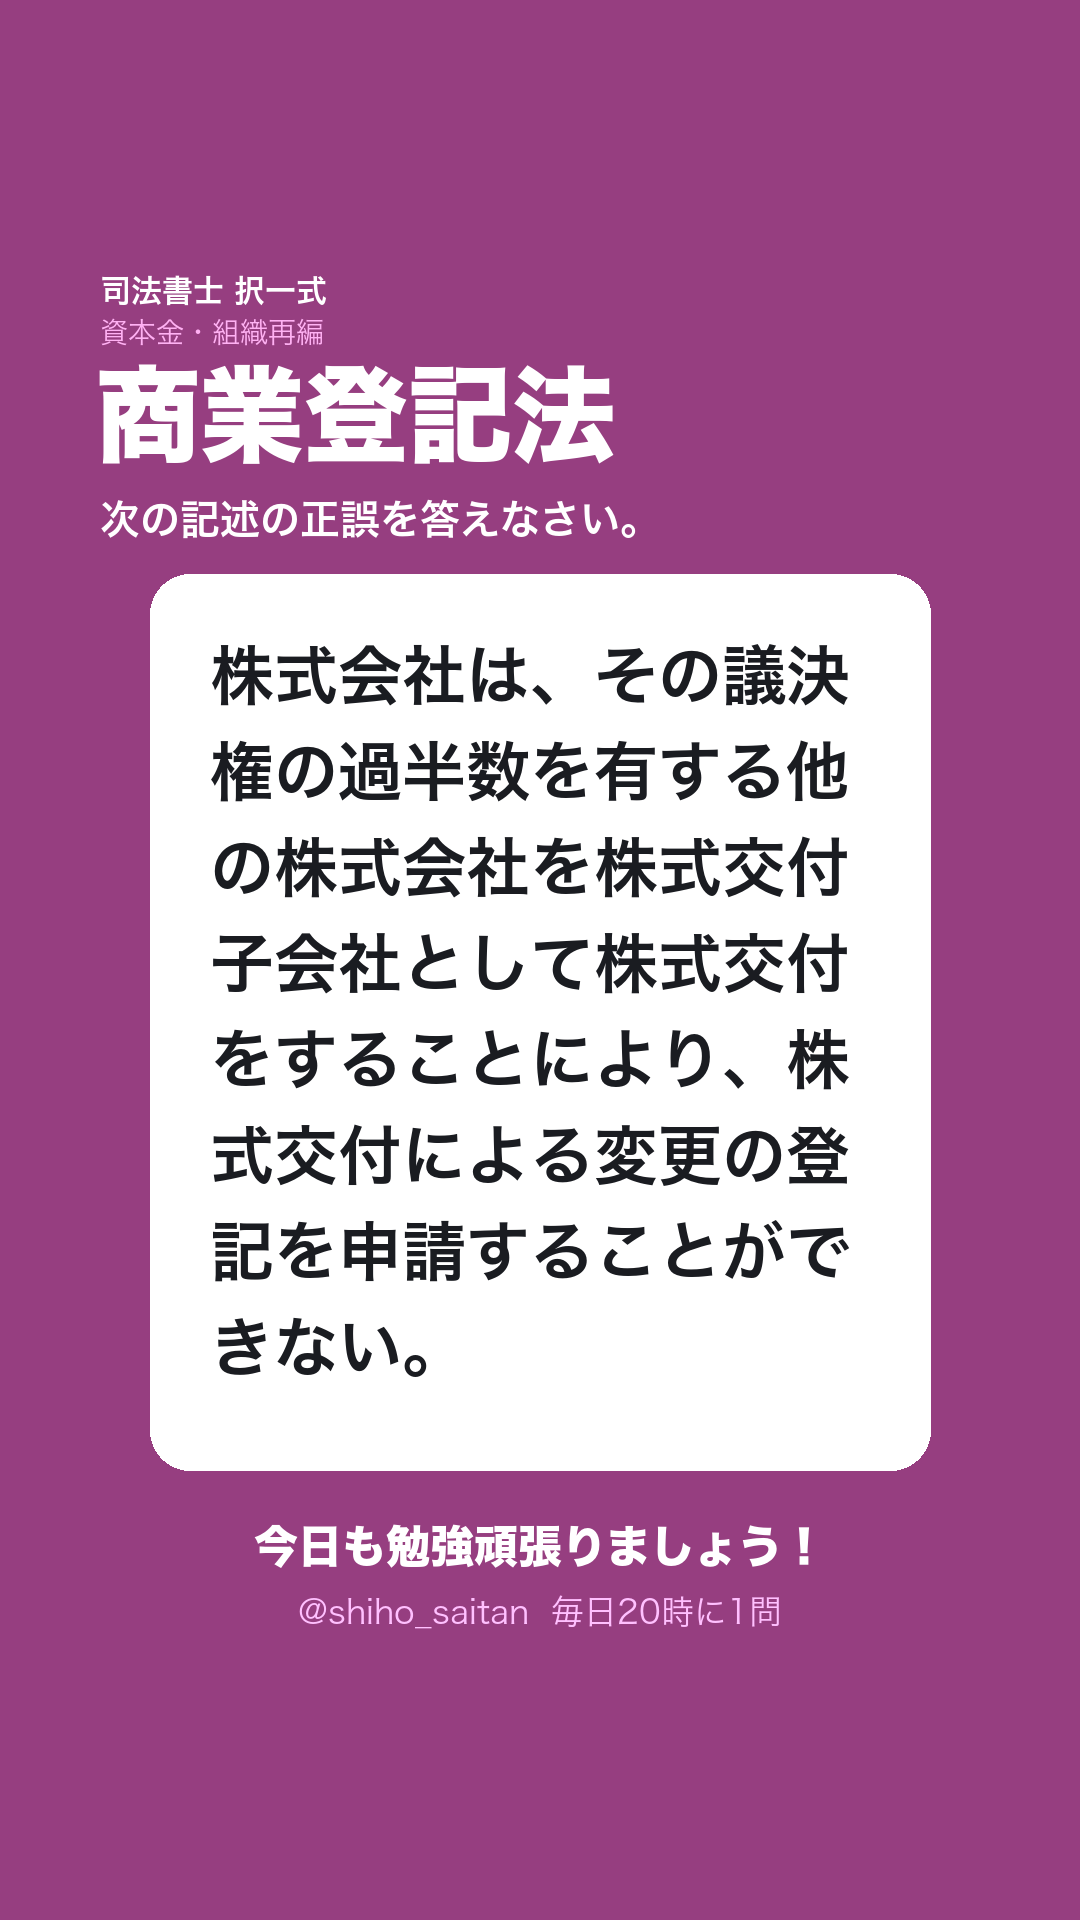 司法書士 択一式
資本金・組織再編
商業登記法
次の記述の正誤を答えなさい。
株式会社は、その議決
権の過半数を有する他
の株式会社を株式交付
子会社として株式交付
をすることにより、株
式交付による変更の登
記を申請することがで
きない。
今日も勉強頑張りましょう！
@shiho_saitan 毎日20時に1問